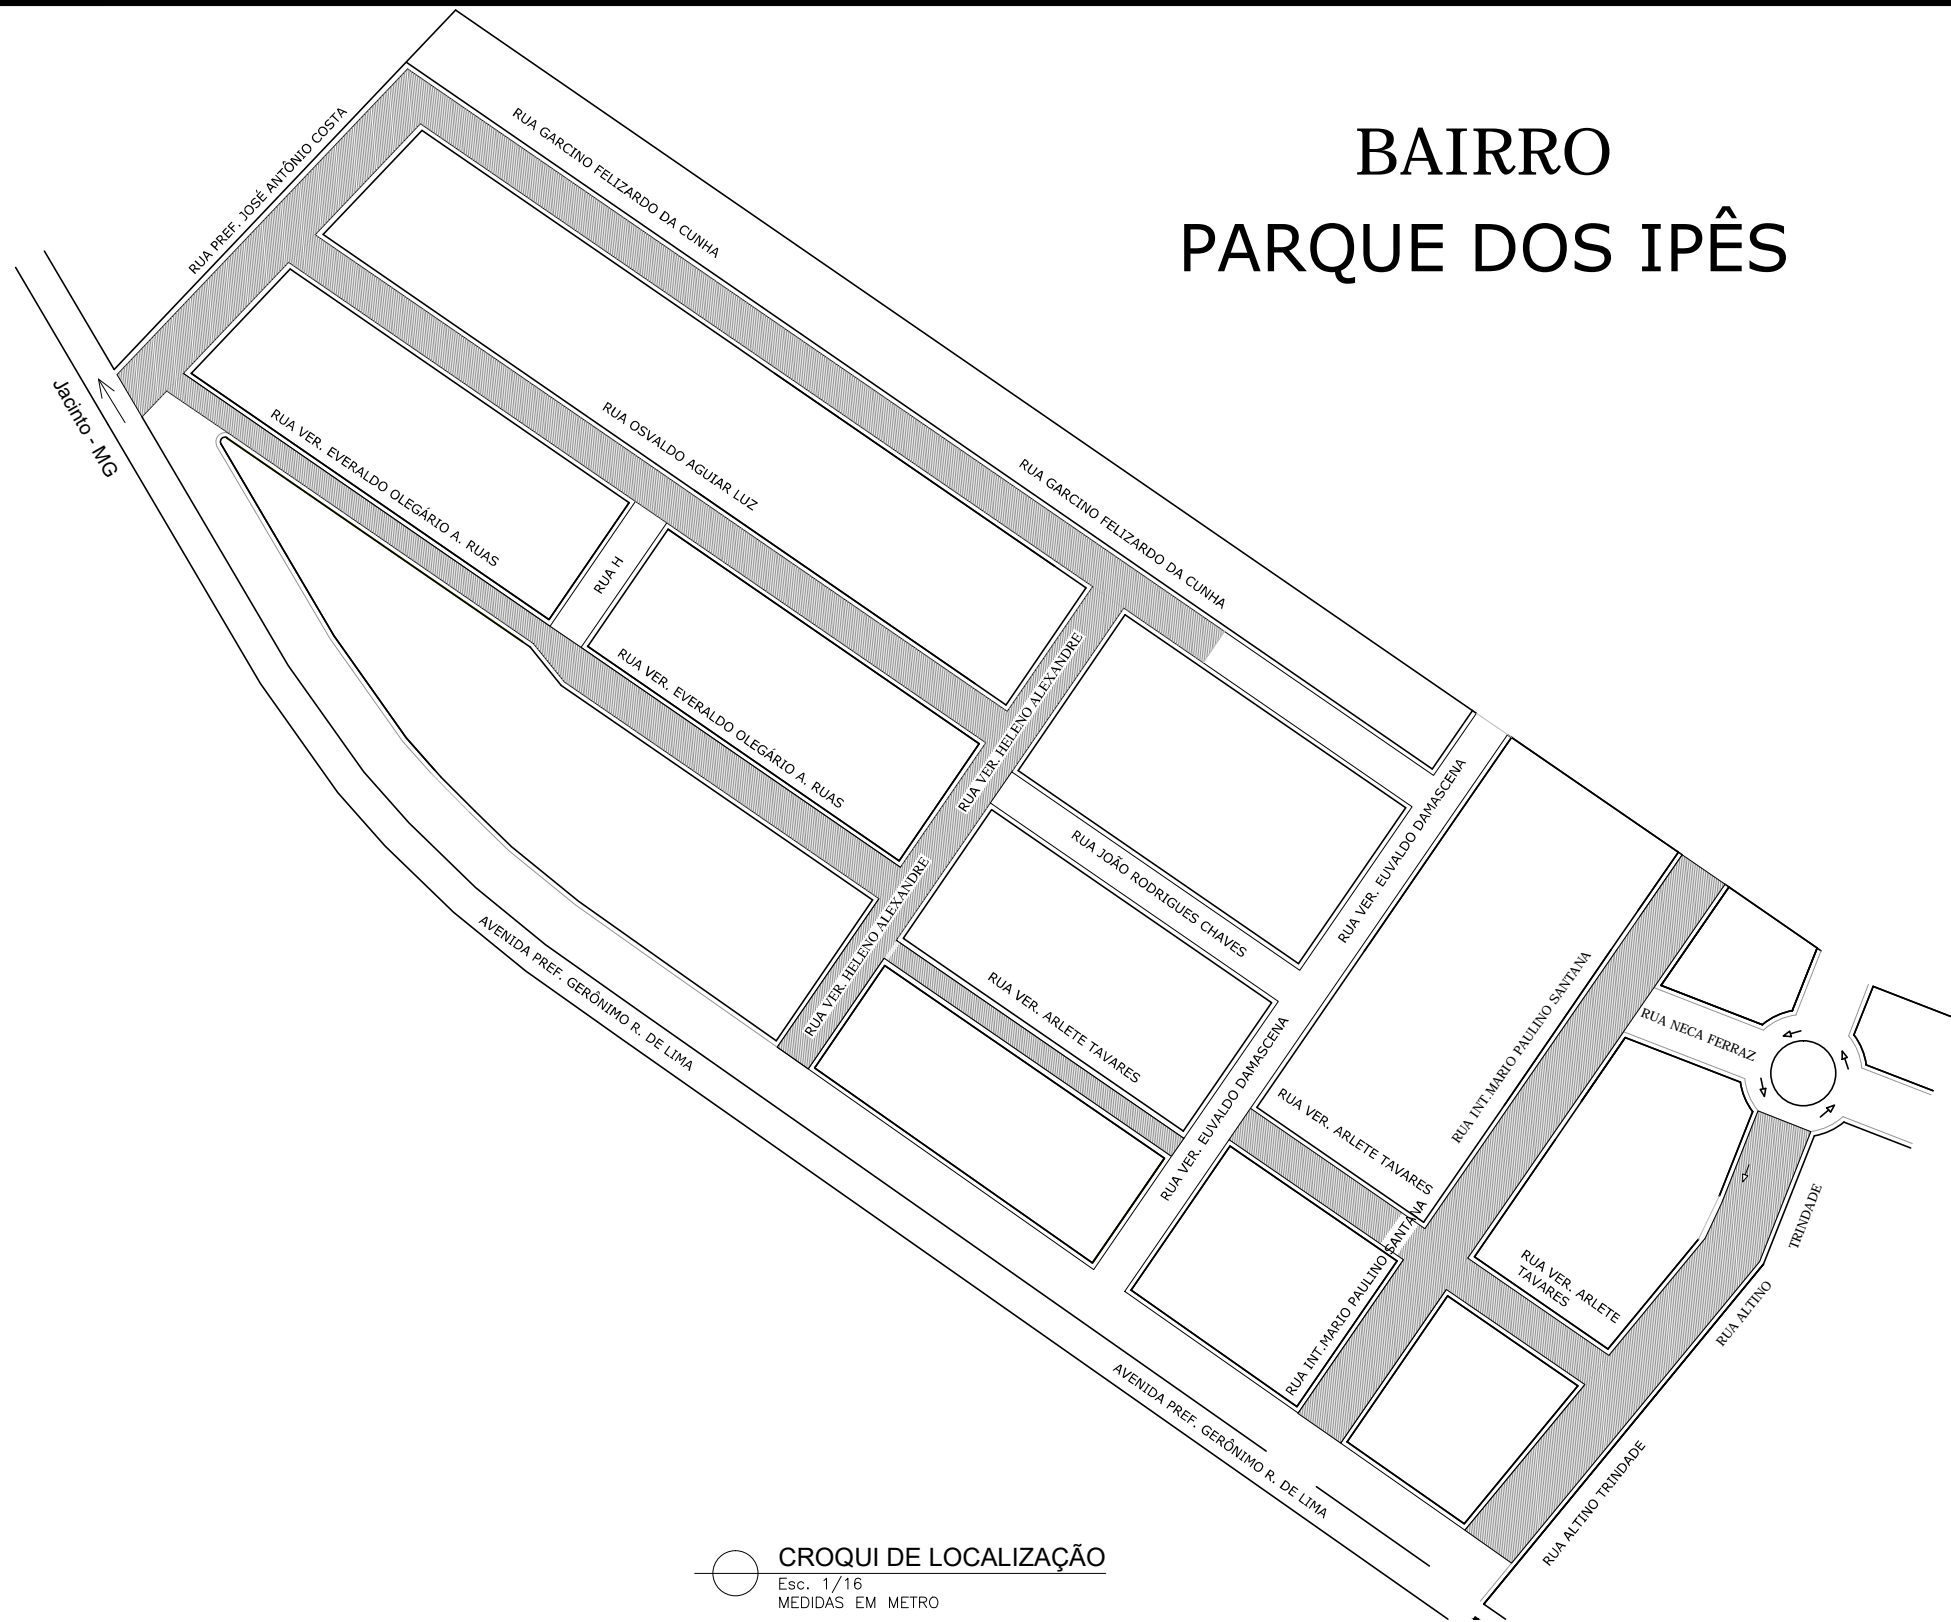 BAIRRO
PARQUE DOS IPÊS
RUA PREF. JOSÉ ANTÔNIO COSTA
RUA GARCINO FELIZARDO DA CUNHA
Jacinto - MG
RUA VER. EVERALDO OLEGÁRIO A. RUAS
RUA OSVALDO AGUIAR LUZ
RUA GARCINO FELIZARDO DA CUNHA
RUA H
RUA VER. EVERALDO OLEGÁRIO A. RUAS
RUA VER. HELENO ALEXANDRE
RUA JOÃO RODRIGUES CHAVES
RUA VER. EUVALDO DAMASCENA
RUA VER. HELENO ALEXANDRE
AVENIDA PREF. GERÔNIMO R. DE LIMA
RUA VER. ARLETE TAVARES
RUA INT.MARIO PAULINO SANTANA
RUA NECA FERRAZ
RUA VER. EUVALDO DAMASCENA
RUA VER. ARLETE TAVARES
TRINDADE
RUA ALTINO
RUA VER. ARLETE
TAVARES
RUA INT.MARIO PAULINO SANTANA
AVENIDA PREF. GERÔNIMO R. DE LIMA
RUA ALTINO TRINDADE
CROQUI DE LOCALIZAÇÃO
Esc. 1/16
MEDIDAS EM METRO